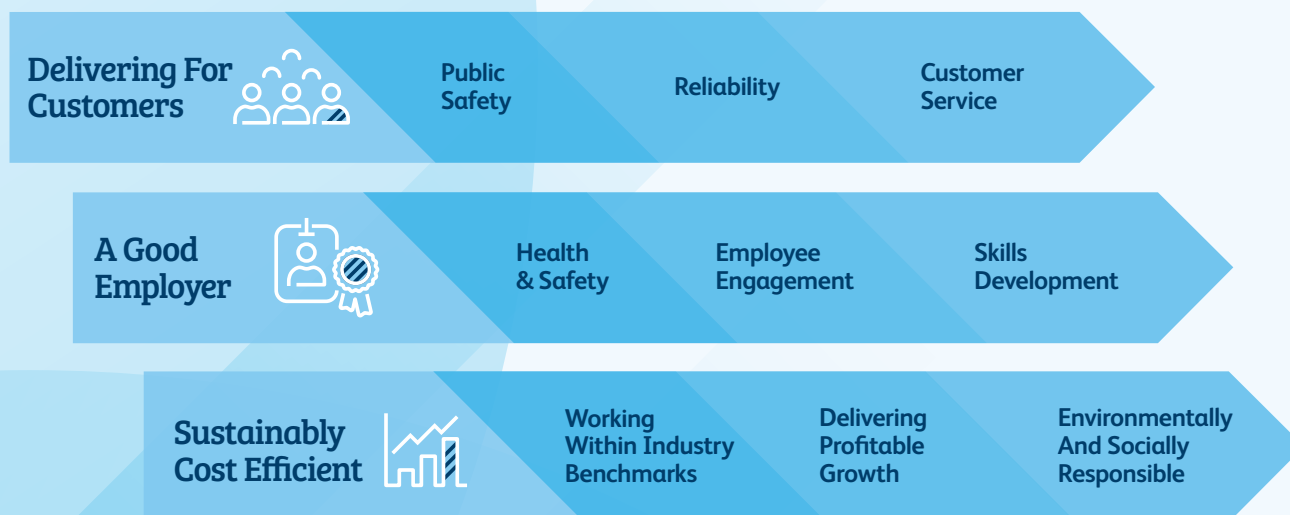 Delivering For
Customers
Public
Safety
Reliability
Customer
Service
A Good
Employer
Health
& Safety
Employee
Engagement
Skills
Development
Sustainably
Cost Efficient
Working
Within Industry
Benchmarks
Delivering
Profitable
Growth
Environmentally
And Socially
Responsible